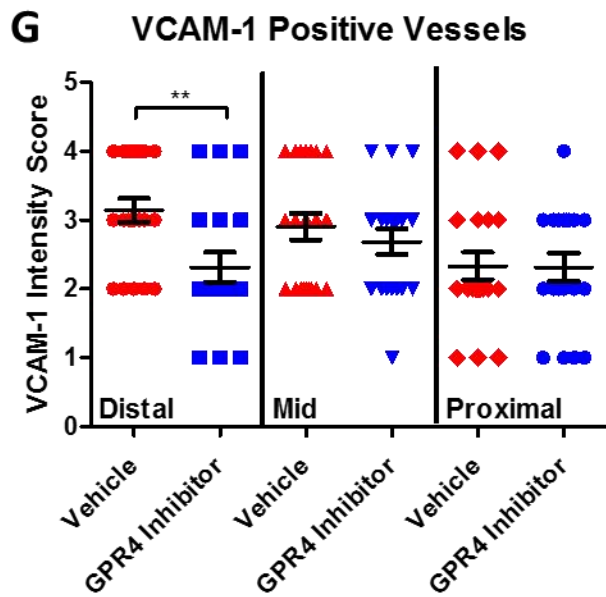 G VCAM-1 Positive Vessels
VCAM-1 Intensity Score
5
4
3
2
1
0
**
Distal Mid Proximal
Vehicle
GPR4 Inhibitor
Vehicle
GPR4 Inhibitor
Vehicle
GPR4 Inhibitor